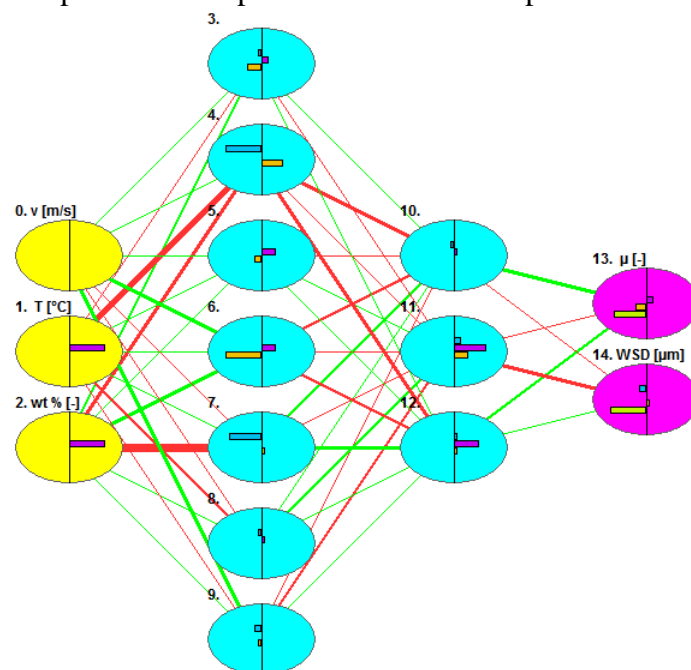 3.
4.
0. v [m/s]
5.
10.
13. µ [-]
1. T [°C]
6.
11.
14. WSD [µm]
2. wt % [-]
7.
12.
8.
9.